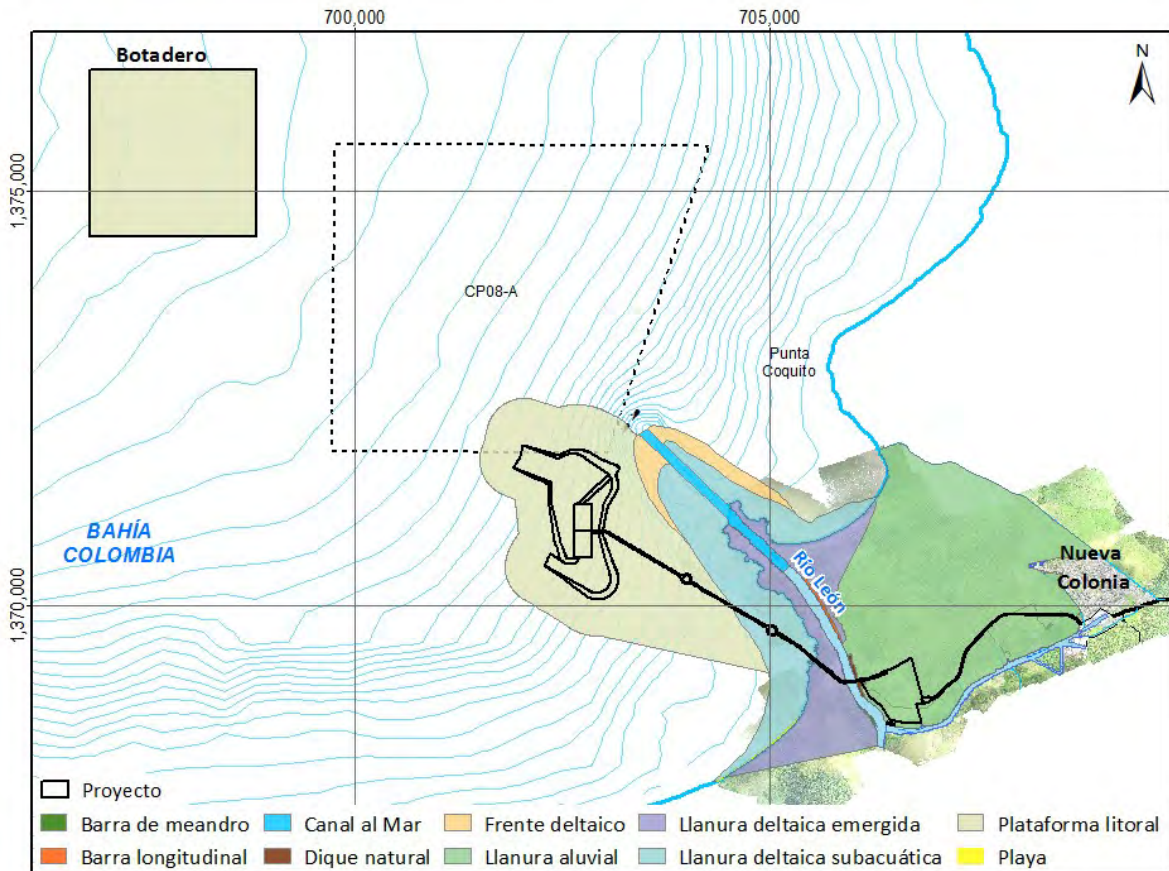 700,000
705,000
Botadero
N
1,375,000
CP08-A
Punta
Coquito
BAHÍA
COLOMBIA
Río León
Nueva
Colonia
1,370,000
Proyecto
Barra de meandro
Canal al Mar
Frente deltaico
Llanura deltaica emergida
Plataforma litoral
Barra longitudinal
Dique natural
Llanura aluvial
Llanura deltaica subacuática
Playa